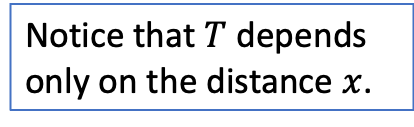 Notice that T depends
only on the distance x.